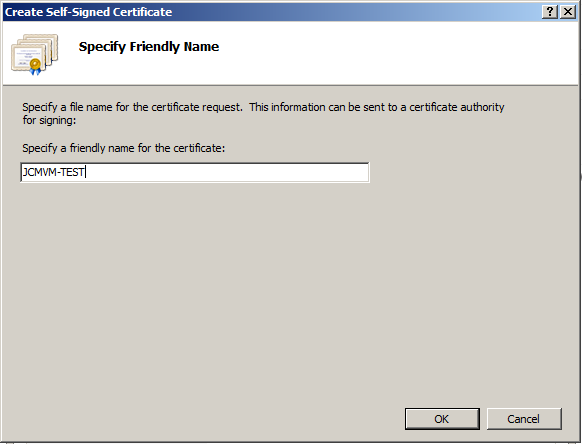 Create Self-Signed Certificate
Specify Friendly Name
Specify a file name for the certificate request.  This information can be sent to a certificate authority
for signing:
Specify a friendly name for the certificate:
JCMVM-TEST
OK
Cancel